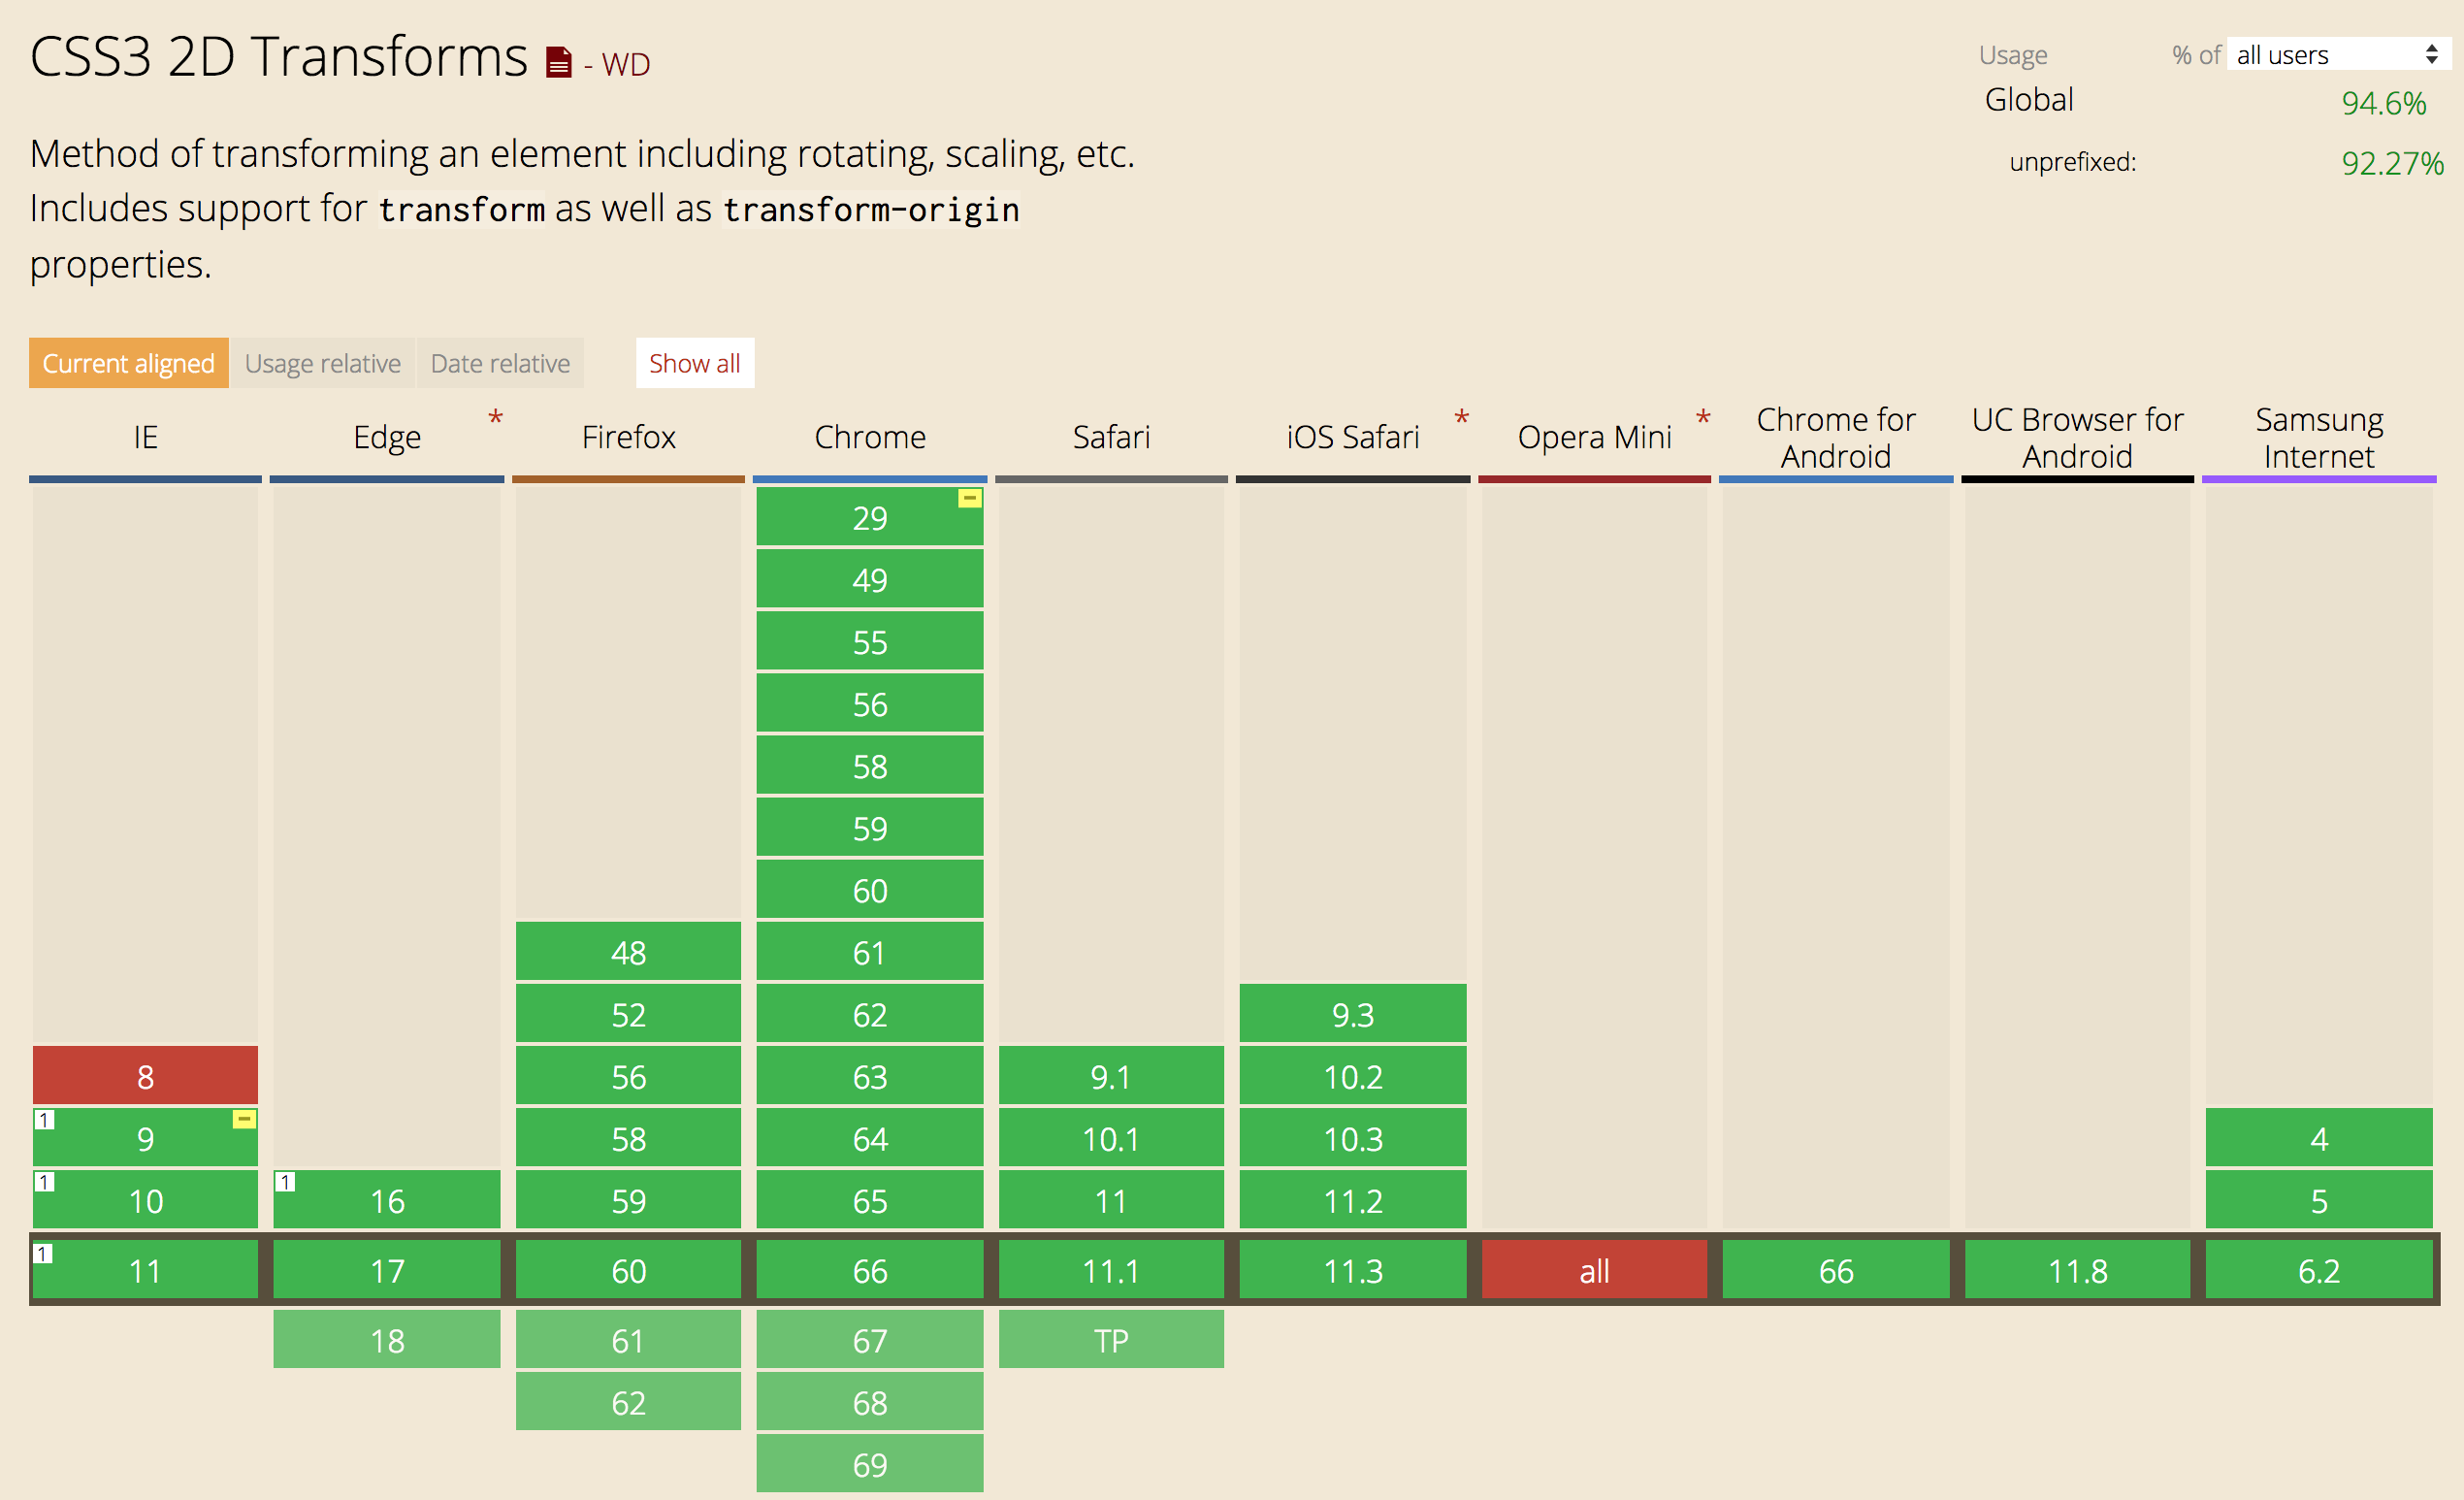 CSS3 2D Transforms - WD
Usage % of all users
Global 94.6%
unprefixed: 92.27%
Method of transforming an element including rotating, scaling, etc.
Includes support for transform as well as transform-origin
properties.
Current aligned Usage relative Date relative Show all
IE Edge * Firefox Chrome Safari iOS Safari * Opera Mini * Chrome for Android UC Browser for Android Samsung Internet
29 -
49
55
56
58
59
60
48 61
52 62 9.3
8 56 63 9.1 10.2
1 9 - 58 64 10.1 10.3 4
1 10 1 16 59 65 11 11.2 5
1 11 17 60 66 11.1 11.3 all 66 11.8 6.2
18 61 67 TP
62 68
69